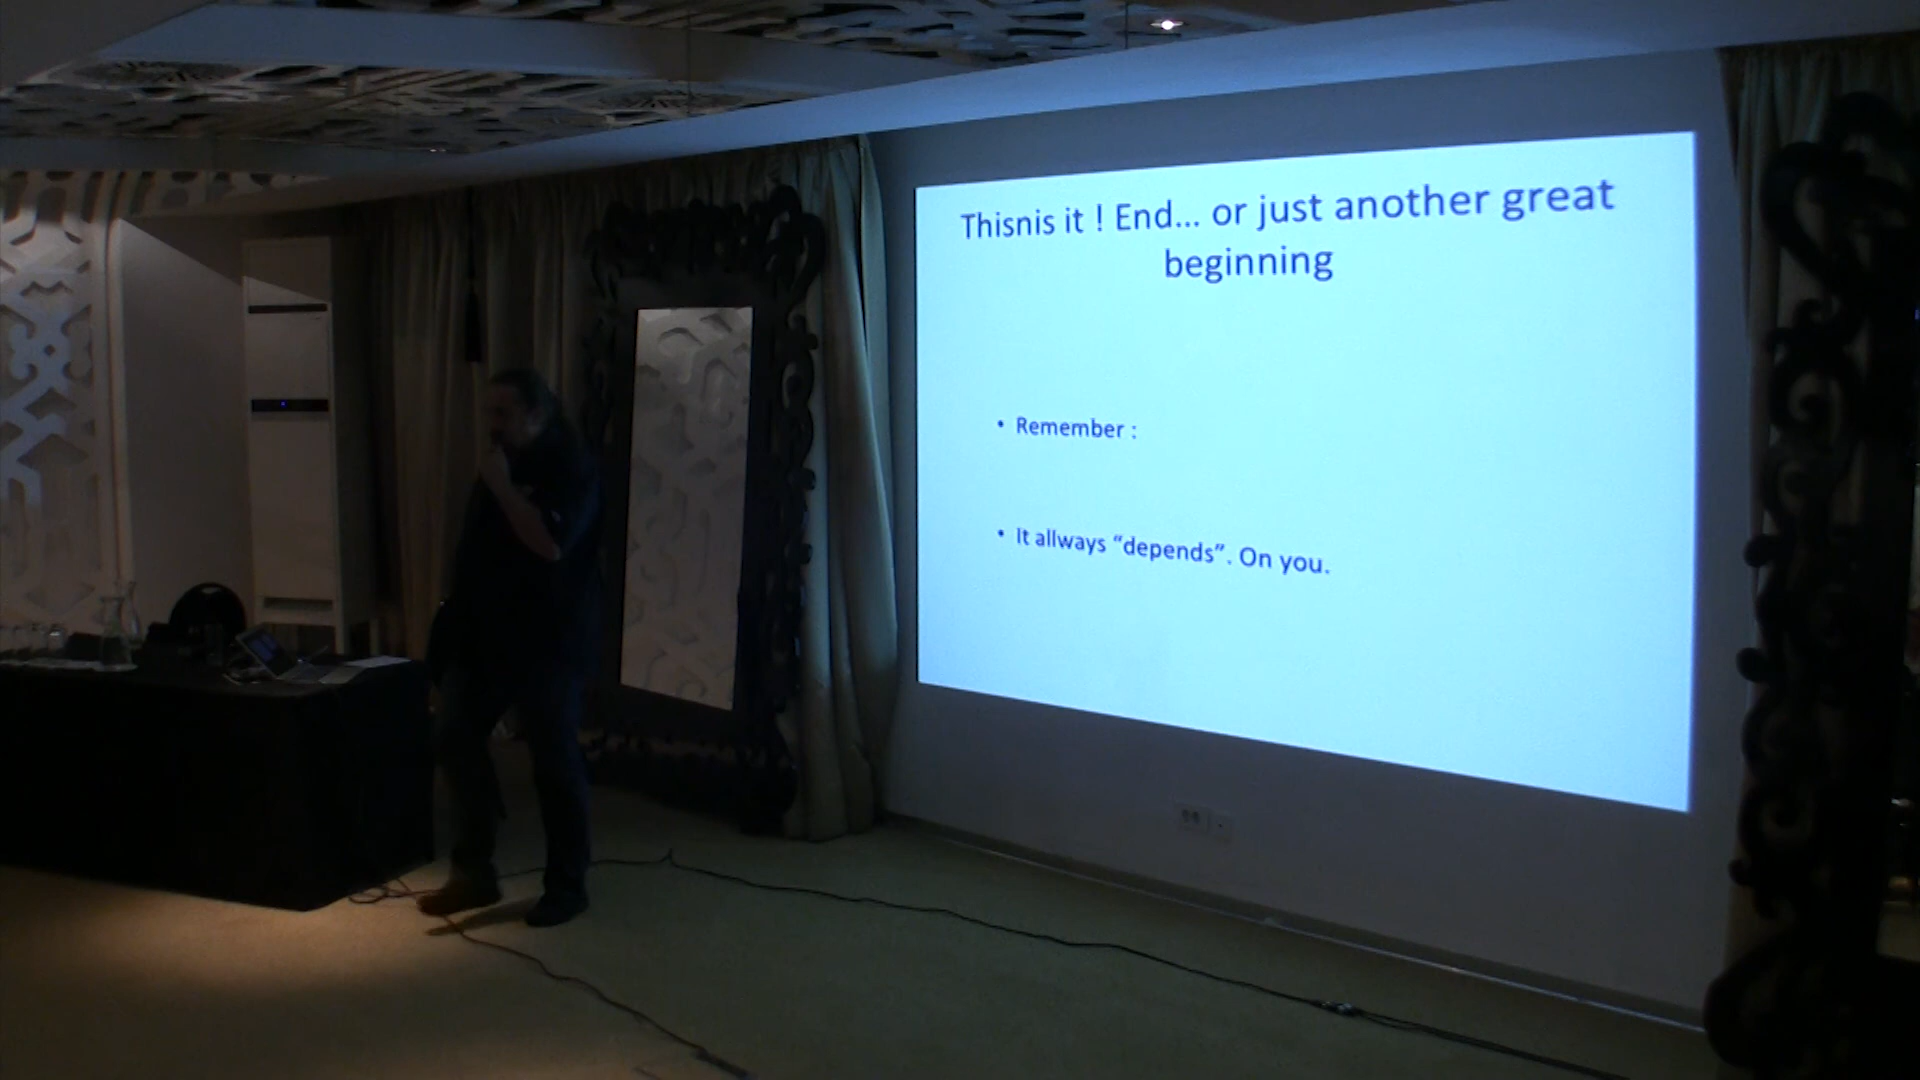 Thisnis it ! End... or just another great
beginning
• Remember :
• It allways “depends”. On you.